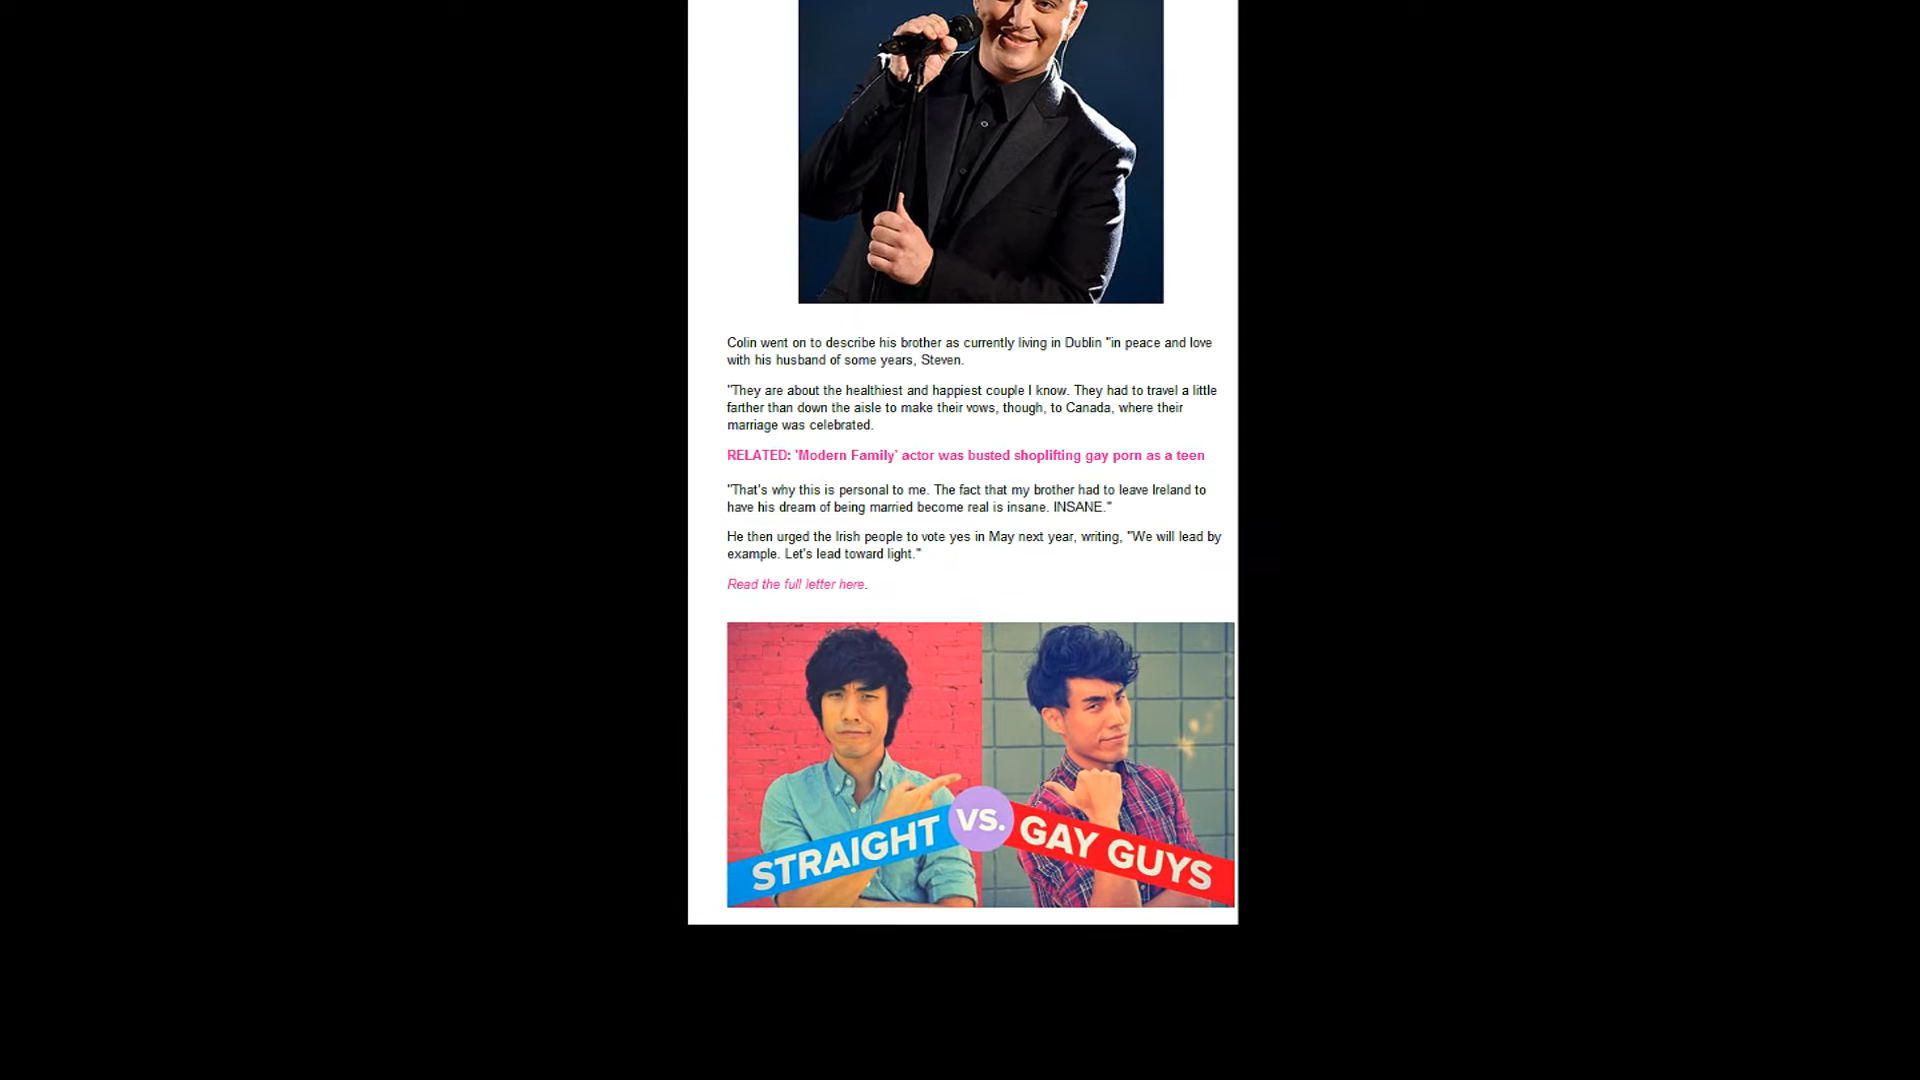 Colin went on to describe his brother as currently living in Dublin "in peace and love
with his husband of some years, Steven.
"They are about the healthiest and happiest couple I know. They had to travel a little
farther than down the aisle to make their vows, though, to Canada, where their
marriage was celebrated.
RELATED: 'Modern Family' actor was busted shoplifting gay porn as a teen
"That's why this is personal to me. The fact that my brother had to leave Ireland to
have his dream of being married become real is insane. INSANE."
He then urged the Irish people to vote yes in May next year, writing, "We will lead by
example. Let's lead toward light."
Read the full letter here.
STRAIGHT VS. GAY GUYS